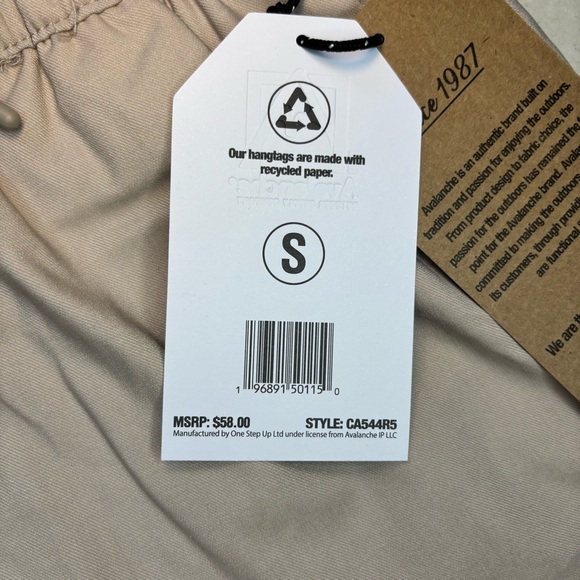 Our hangtags are made with
recycled paper.
S
1 96891 50115 0
MSRP: $58.00 STYLE: CA544R5
Manufactured by One Step Up Ltd under license from Avalanche IP LLC
1987
Avalanche is an authentic brand built on
tradition and passion for enjoying the outdoors.
From product design to fabric choice, the
passion for the outdoors has remained the
point for the Avalanche brand.
committed to making the outdoors
its customers, through
are functional
We are the